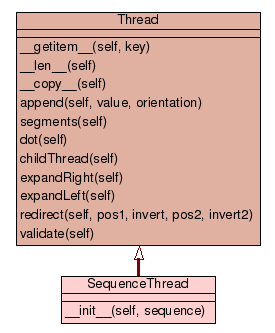 Thread
__getitem__(self, key)
__len__(self)
__copy__(self)
append(self, value, orientation)
segments(self)
dot(self)
childThread(self)
expandRight(self)
expandLeft(self)
redirect(self, pos1, invert, pos2, invert2)
validate(self)
SequenceThread
__init__(self, sequence)